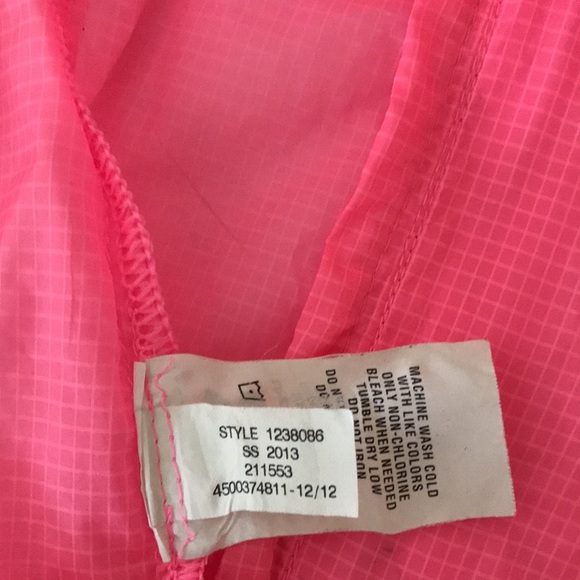 STYLE 1238086
SS 2013
211553
4500374811-12/12
MACHINE WASH COLD
WITH LIKE COLORS
ONLY NON-CHLORINE
BLEACH WHEN NEEDED
TUMBLE DRY LOW
DO NOT IRON
DO